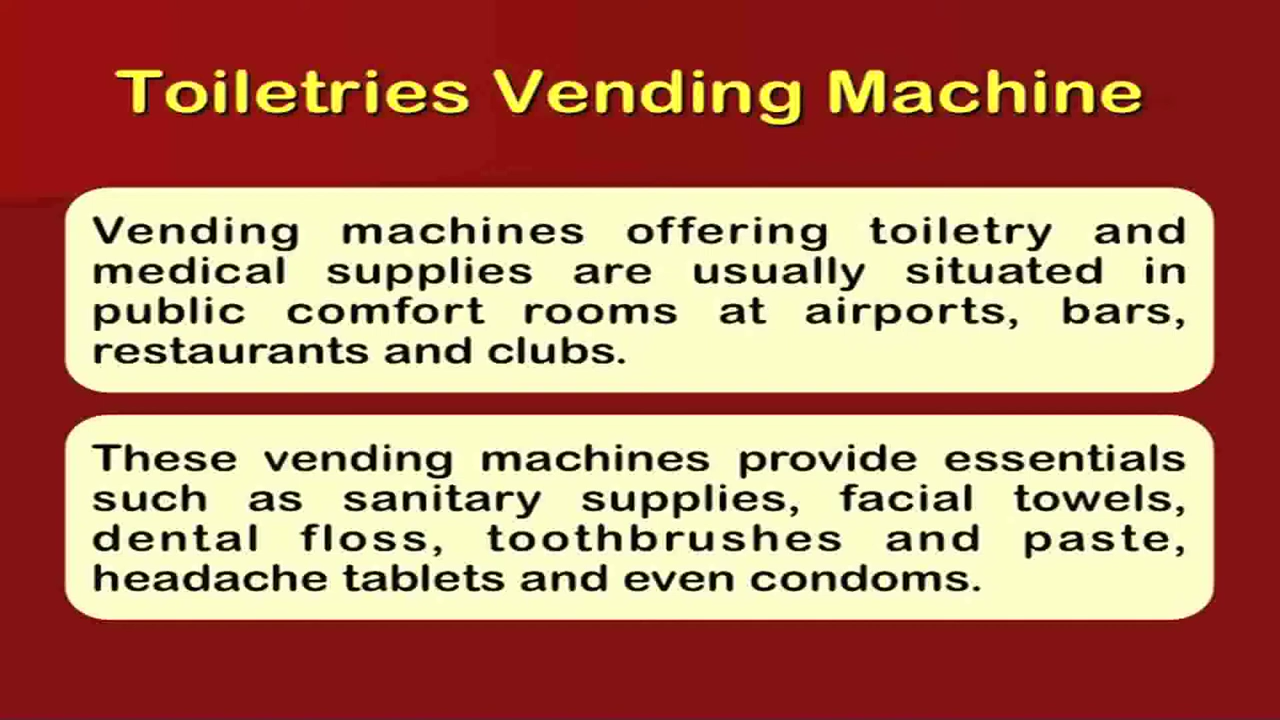 Toiletries Vending Machine
Vending machines offering toiletry and
medical supplies are usually situated in
public comfort rooms at airports, bars,
restaurants and clubs.
These vending machines provide essentials
such as sanitary supplies, facial towels,
dental floss, toothbrushes and paste,
headache tablets and even condoms.